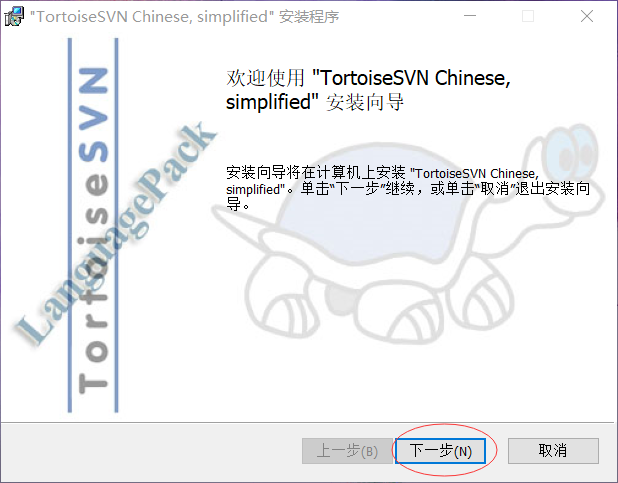 "TortoiseSVN Chinese, simplified" 安装程序
TortoiseSVN
LanguagePack
欢迎使用 "TortoiseSVN Chinese,
simplified" 安装向导
安装向导将在计算机上安装 "TortoiseSVN Chinese,
simplified"。单击“下一步”继续，或单击“取消”退出安装向
导。
上一步(B)
下一步(N)
取消